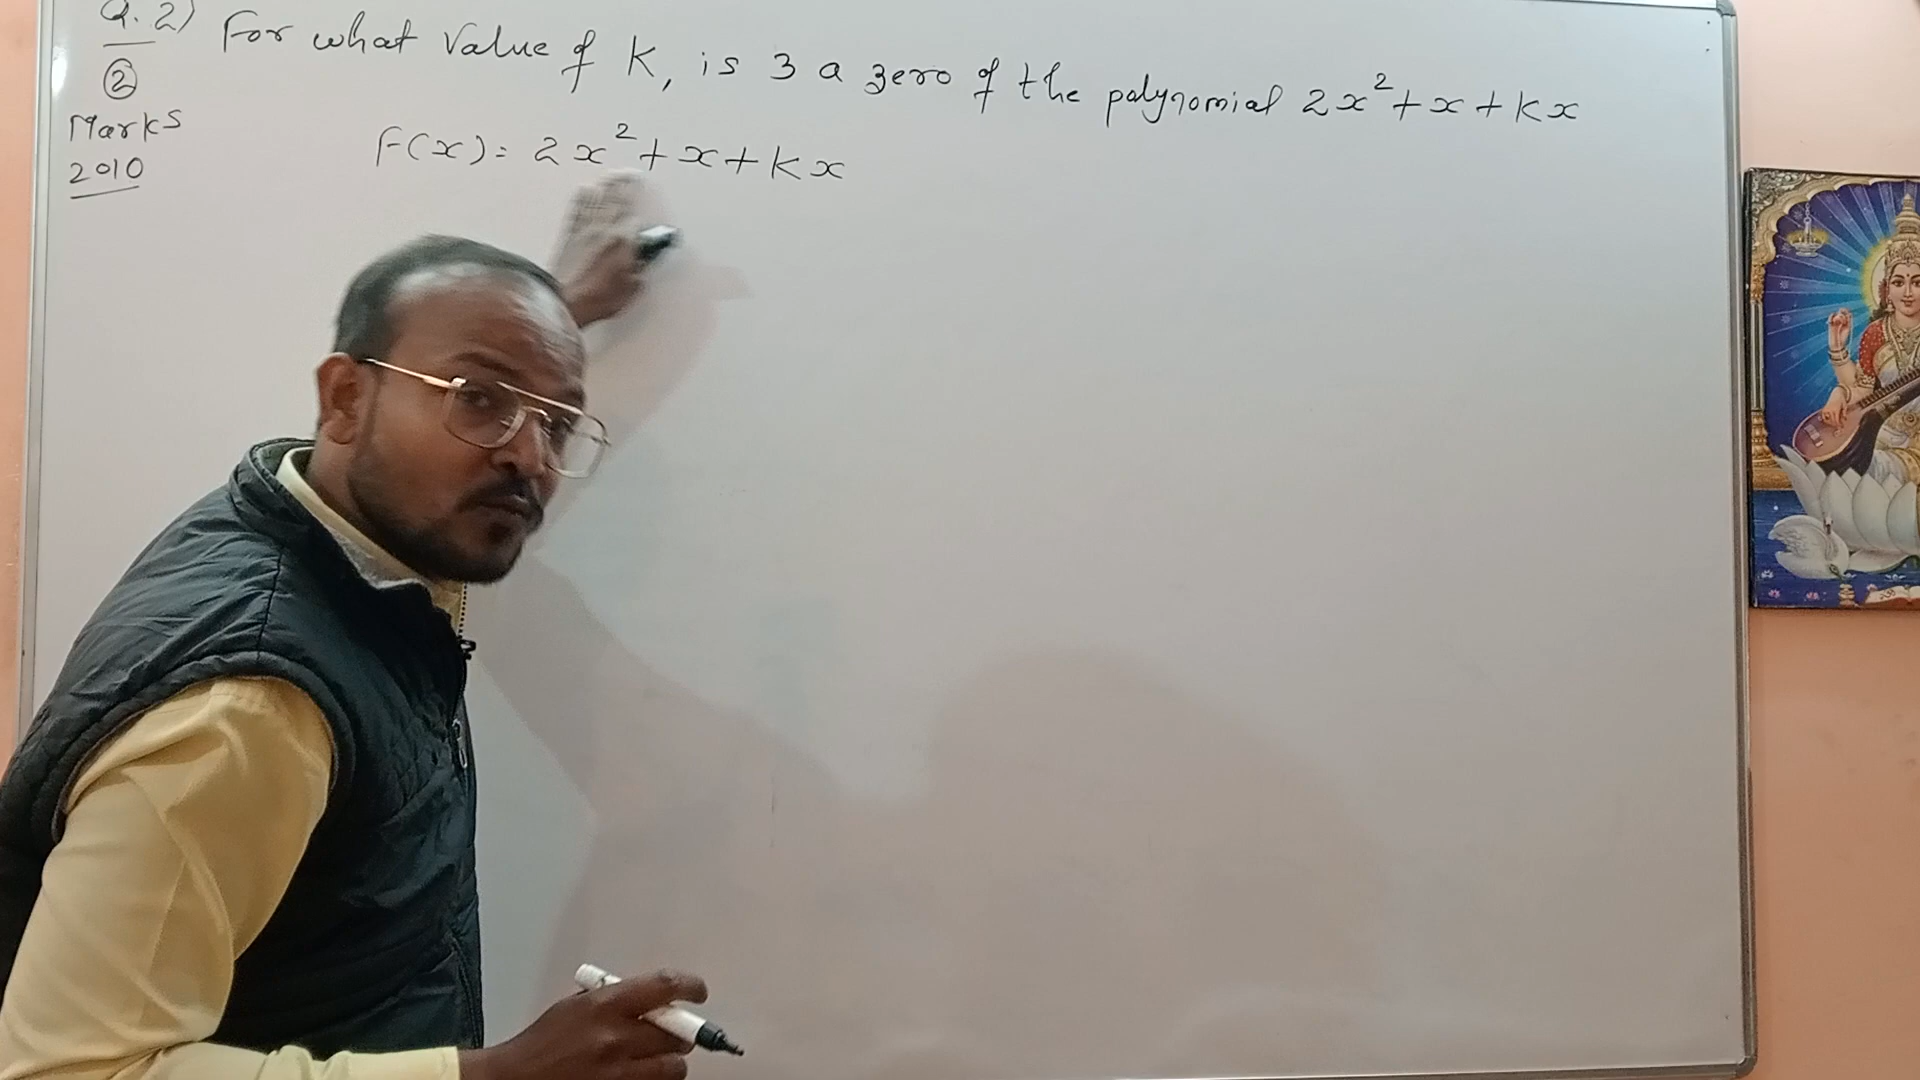 Q. 2) For what value of K, is 3 a zero of the polynomial 2x²+x+Kx
②
Marks
2010
F(x)= 2x²+x+Kx